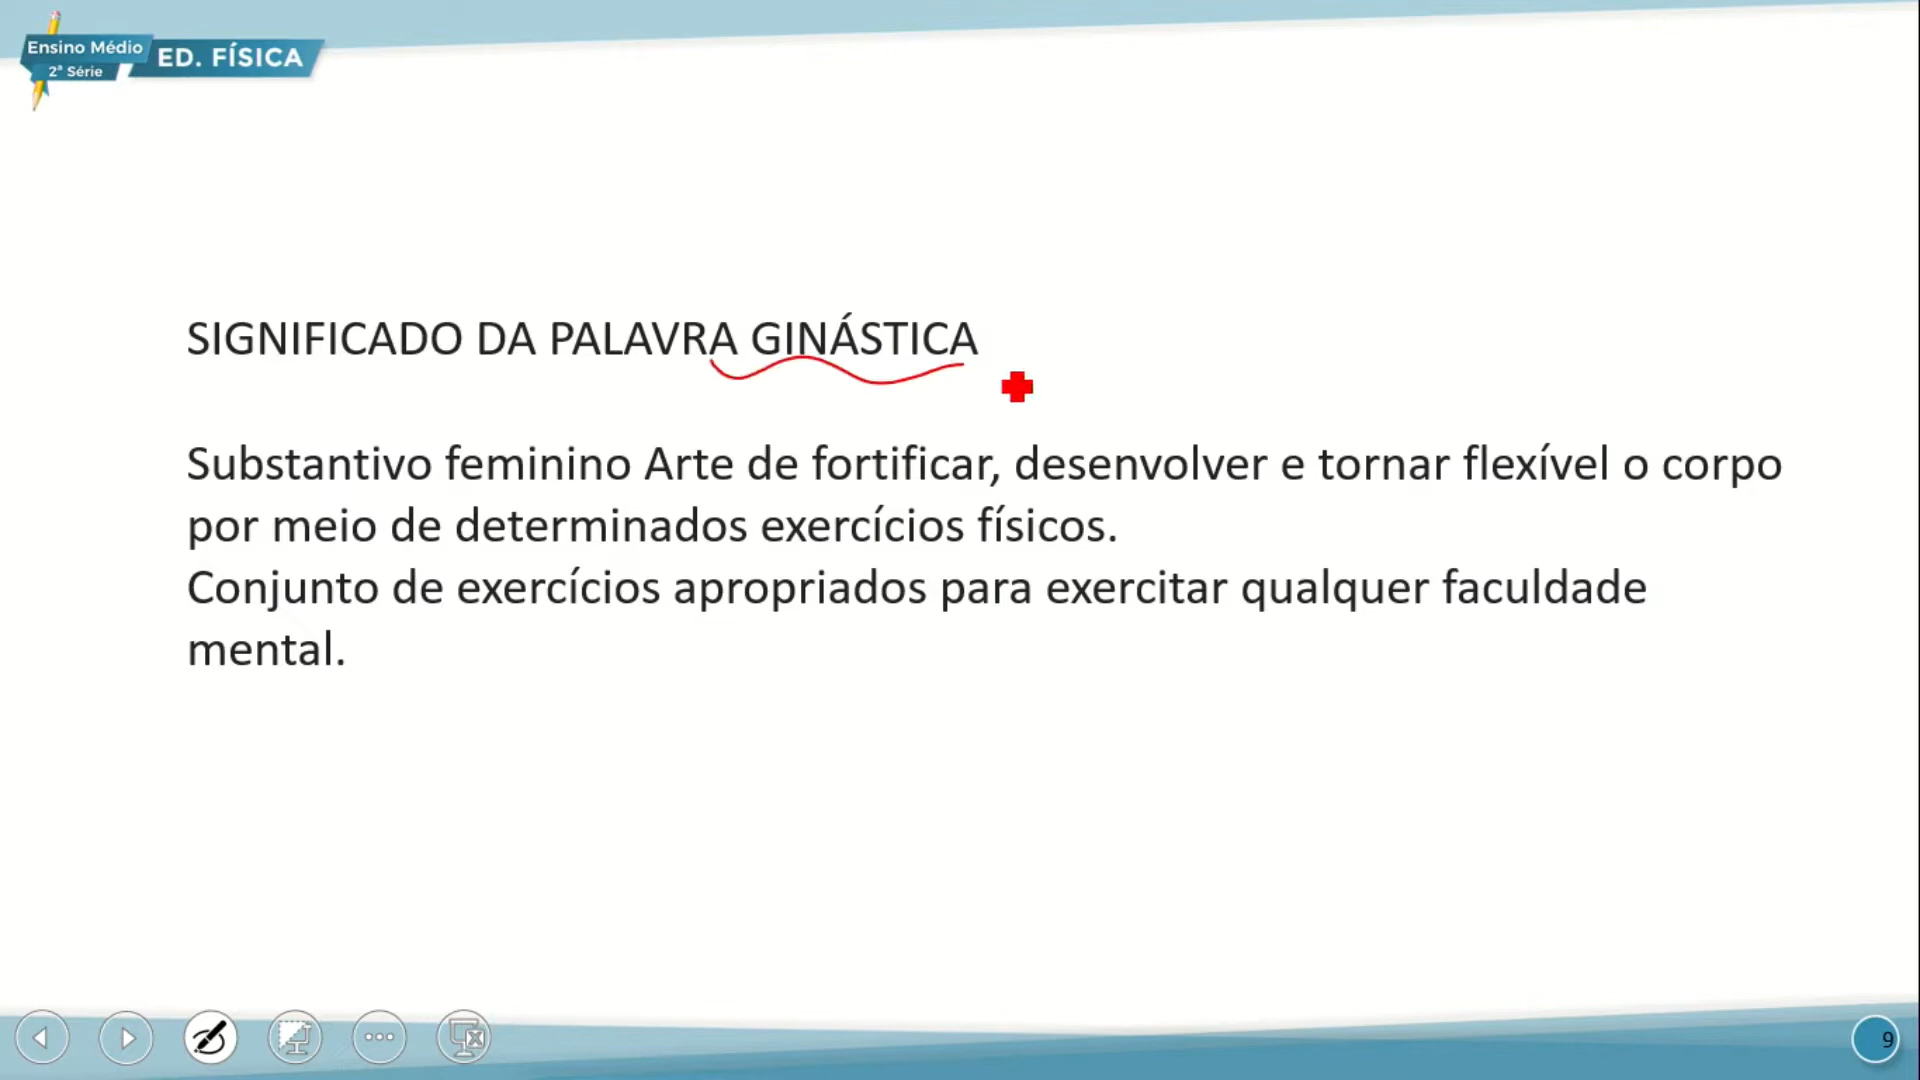 Ensino Médio
2ª Série
ED. FÍSICA
SIGNIFICADO DA PALAVRA GINÁSTICA
Substantivo feminino Arte de fortificar, desenvolver e tornar flexível o corpo
por meio de determinados exercícios físicos.
Conjunto de exercícios apropriados para exercitar qualquer faculdade
mental.
9